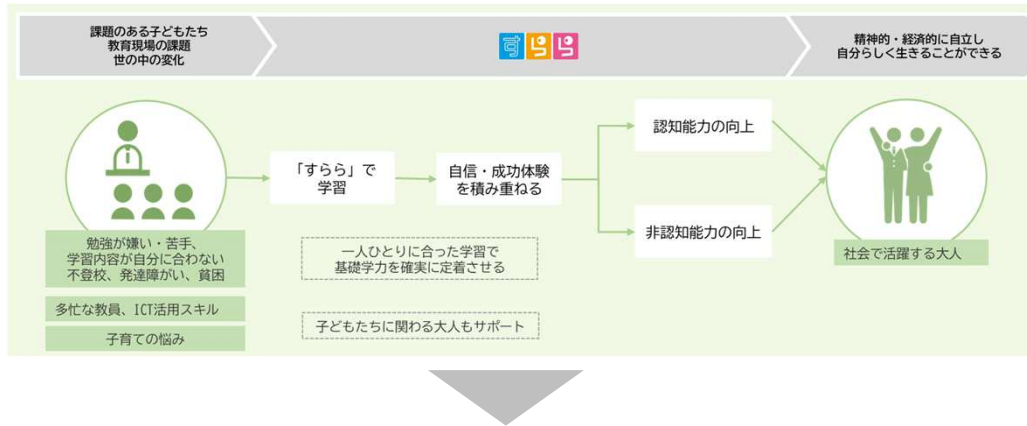 課題のある子どもたち
教育現場の課題
世の中の変化
すらら
精神的・経済的に自立し
自分らしく生きることができる
「すらら」で
学習
自信・成功体験
を積み重ねる
認知能力の向上
非認知能力の向上
勉強が嫌い・苦手、
学習内容が自分に合わない
不登校、発達障がい、貧困
多忙な教員、ICT活用スキル
子育ての悩み
一人ひとりに合った学習で
基礎学力を確実に定着させる
子どもたちに関わる大人もサポート
社会で活躍する大人